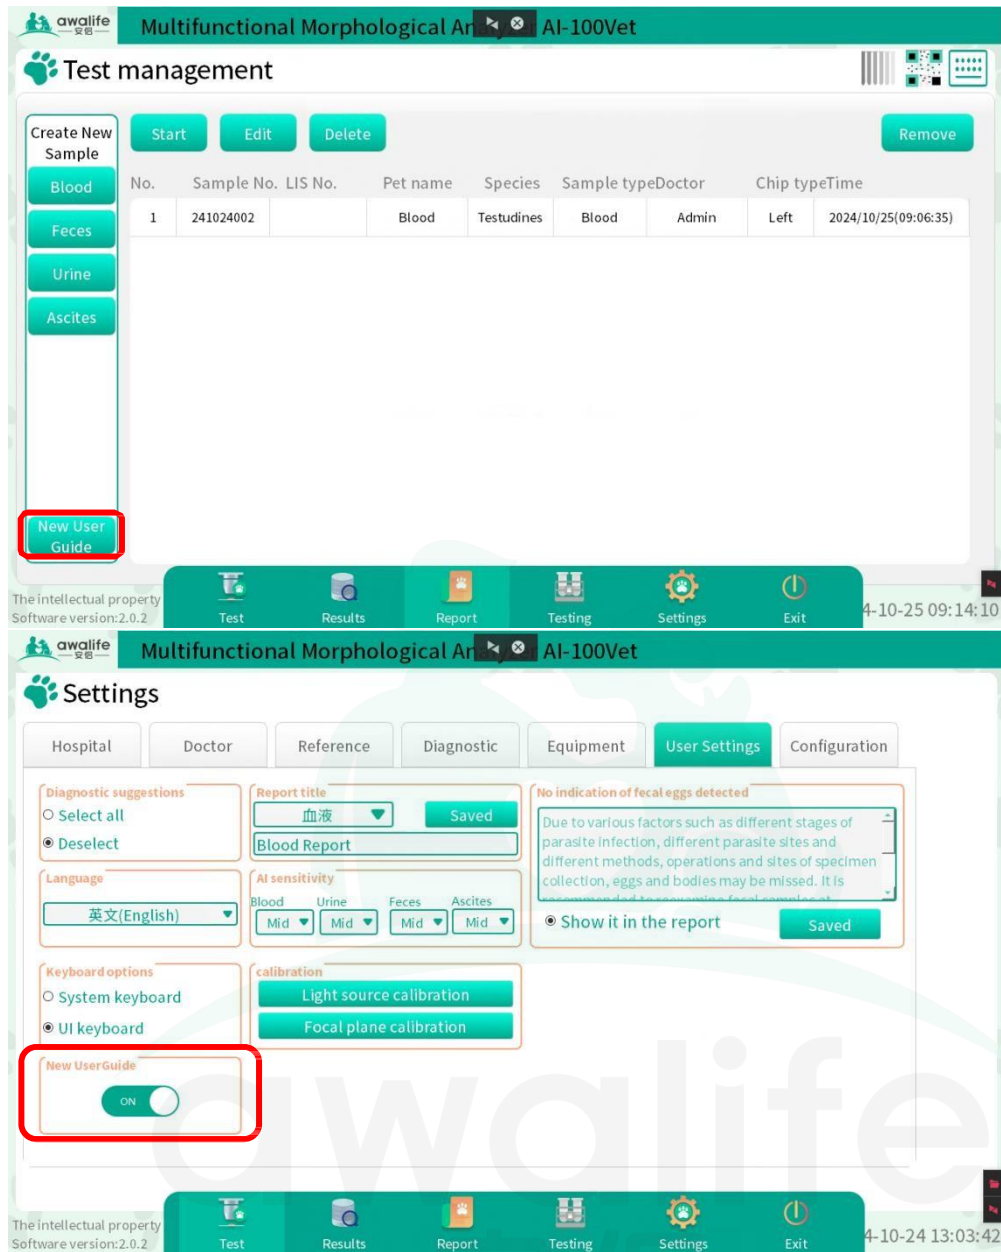 awalife
安侣
Multifunctional Morphological An AI-100Vet
Test management
Create New
Sample
Start Edit Delete Remove
Blood
Feces
Urine
Ascites
New User
Guide
No. Sample No. LIS No. Pet name Species Sample type Doctor Chip type Time
1 241024002 Blood Testudines Blood Admin Left 2024/10/25(09:06:35)
The intellectual property
Software version:2.0.2
Test Results Report Testing Settings Exit
4-10-25 09:14:10
awalife
安侣
Multifunctional Morphological An er AI-100Vet
Settings
Hospital Doctor Reference Diagnostic Equipment User Settings Configuration
Diagnostic suggestions
Select all
Deselect
Report title
血液 Saved
Blood Report
No indication of fecal eggs detected
Due to various factors such as different stages of
parasite infection, different parasite sites and
different methods, operations and sites of specimen
collection, eggs and bodies may be missed. It is
recommended to reexamine fecal samples at
Show it in the report
Saved
Language
英文(English)
AI sensitivity
Blood Urine Feces Ascites
Mid Mid Mid Mid
Keyboard options
System keyboard
UI keyboard
calibration
Light source calibration
Focal plane calibration
New UserGuide
ON
awalife
The intellectual property
Software version:2.0.2
Test Results Report Testing Settings Exit
4-10-24 13:03:42